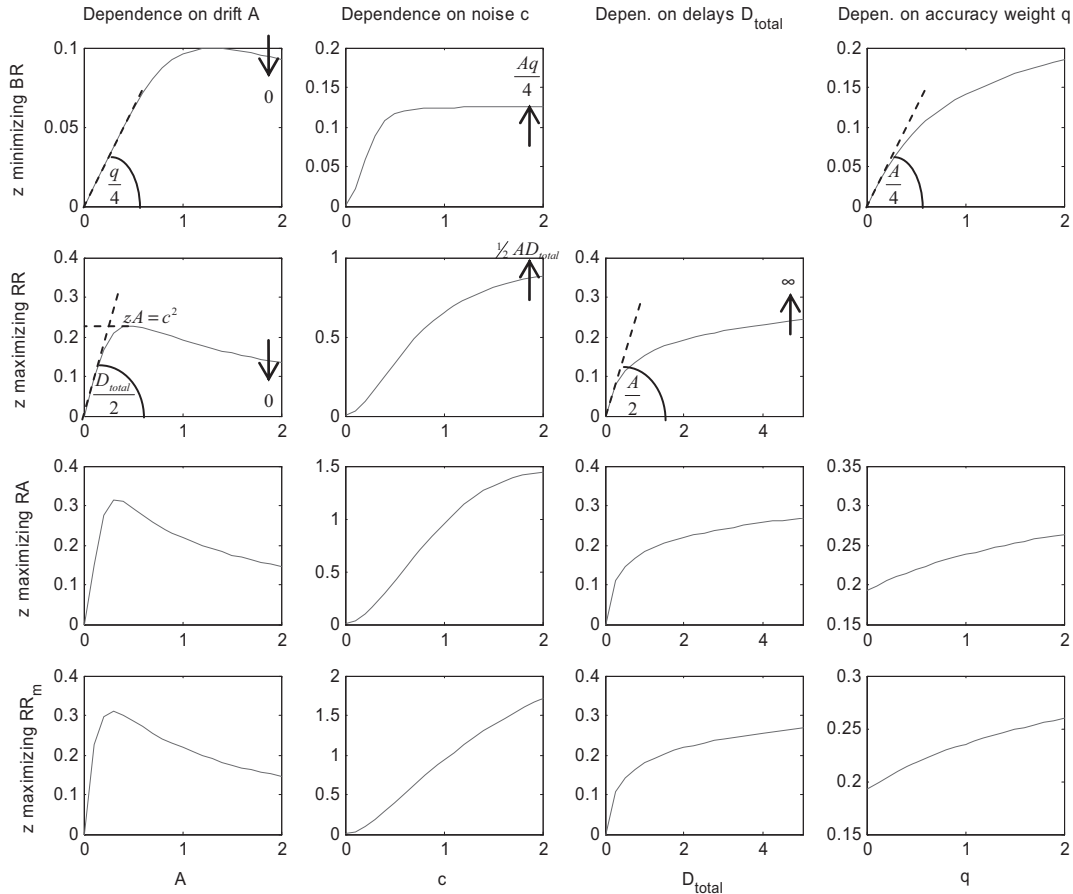 Dependence on drift A
Dependence on noise c
Depen. on delays D_total
Depen. on accuracy weight q
z minimizing BR
0.1
0.05
0
0 1 2
q/4
0
0.2
0.15
0.1
0.05
0
0 1 2
Aq/4
0.2
0.15
0.1
0.05
0
0 1 2
A/4
z maximizing RR
0.4
0.3
0.2
0.1
0
0 1 2
zA = c²
D_total/2
0
1
0.5
0
0 1 2
½ AD_total
0.4
0.3
0.2
0.1
0
0 2 4
A/2
∞
z maximizing RA
0.4
0.3
0.2
0.1
0
0 1 2
1.5
1
0.5
0
0 1 2
0.4
0.3
0.2
0.1
0
0 2 4
0.35
0.3
0.25
0.2
0.15
0 1 2
z maximizing RR_m
0.4
0.3
0.2
0.1
0
0 1 2
A
2
1.5
1
0.5
0
0 1 2
c
0.4
0.3
0.2
0.1
0
0 2 4
D_total
0.3
0.25
0.2
0.15
0 1 2
q